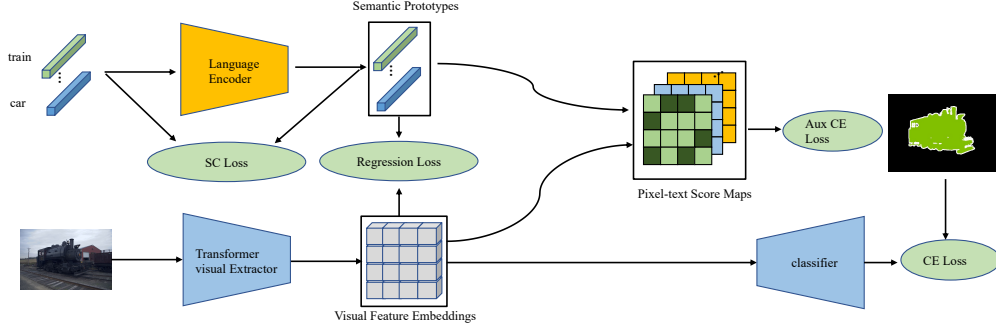 Semantic Prototypes
train
car
Language
Encoder
SC Loss
Regression Loss
Pixel-text Score Maps
Aux CE
Loss
Transformer
visual Extractor
Visual Feature Embeddings
classifier
CE Loss